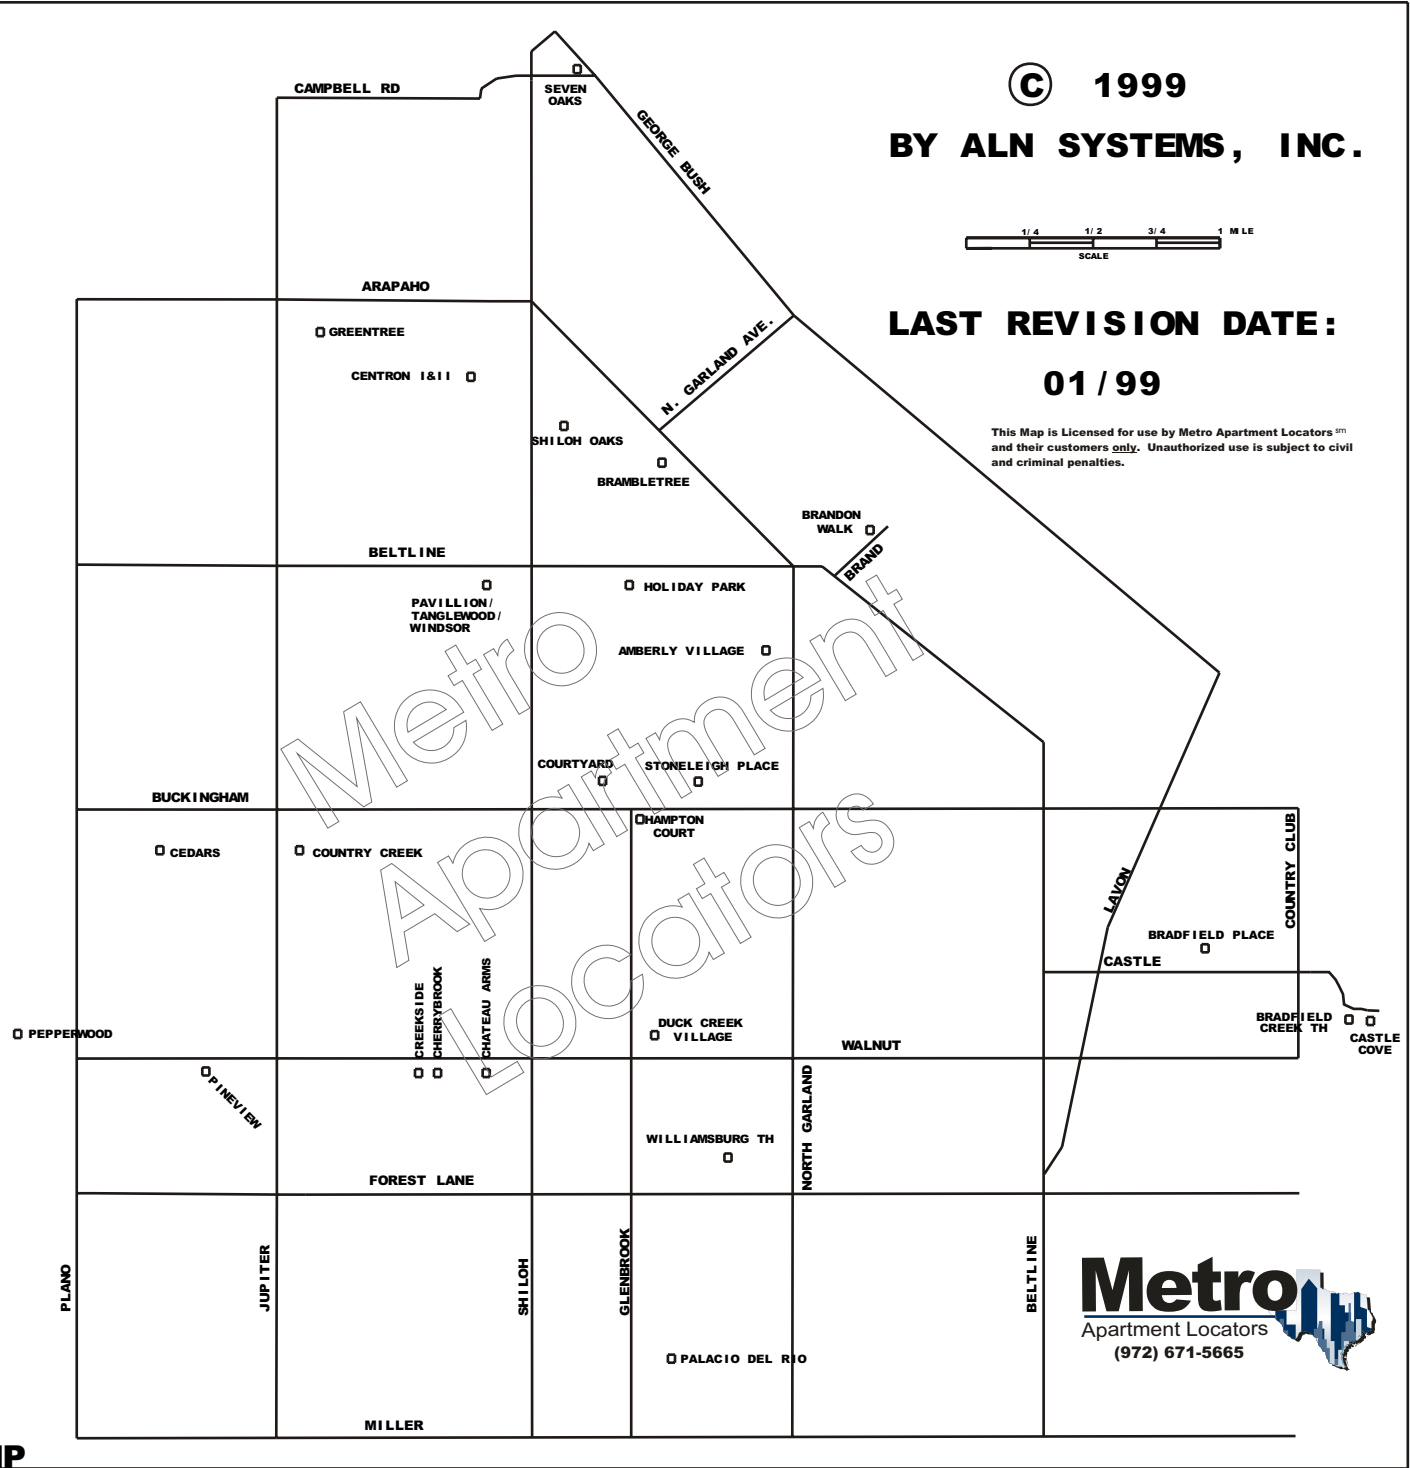 CAMPBELL RD
SEVEN
OAKS
GEORGE BUSH
C 1999
BY ALN SYSTEMS, INC.
1/4 1/2 3/4 1 MILE
SCALE
ARAPAHO
GREENTREE
CENTRON I&II
N. GARLAND AVE.
LAST REVISION DATE:
01/99
This Map is Licensed for use by Metro Apartment Locators sm
and their customers only. Unauthorized use is subject to civil
and criminal penalties.
SHILOH OAKS
BRAMBLETREE
BRANDON
WALK
BRAND
BELTLINE
PAVILLION/
TANGLEWOOD/
WINDSOR
HOLIDAY PARK
AMBERLY VILLAGE
Metro
Apartment
Locators
COURTYARD
STONELEIGH PLACE
BUCKINGHAM
HAMPTON
COURT
CEDARS
COUNTRY CREEK
LAVON
COUNTRY CLUB
BRADFIELD PLACE
CASTLE
CREEKSIDE
CHERRYBROOK
CHATEAU ARMS
PEPPERWOOD
DUCK CREEK
VILLAGE
WALNUT
BRADFIELD
CREEK TH
CASTLE
COVE
PINEVIEW
WILLIAMSBURG TH
NORTH GARLAND
FOREST LANE
PLANO
JUPITER
SHILOH
GLENBROOK
BELTLINE
Metro
Apartment Locators
(972) 671-5665
PALACIO DEL RIO
MILLER